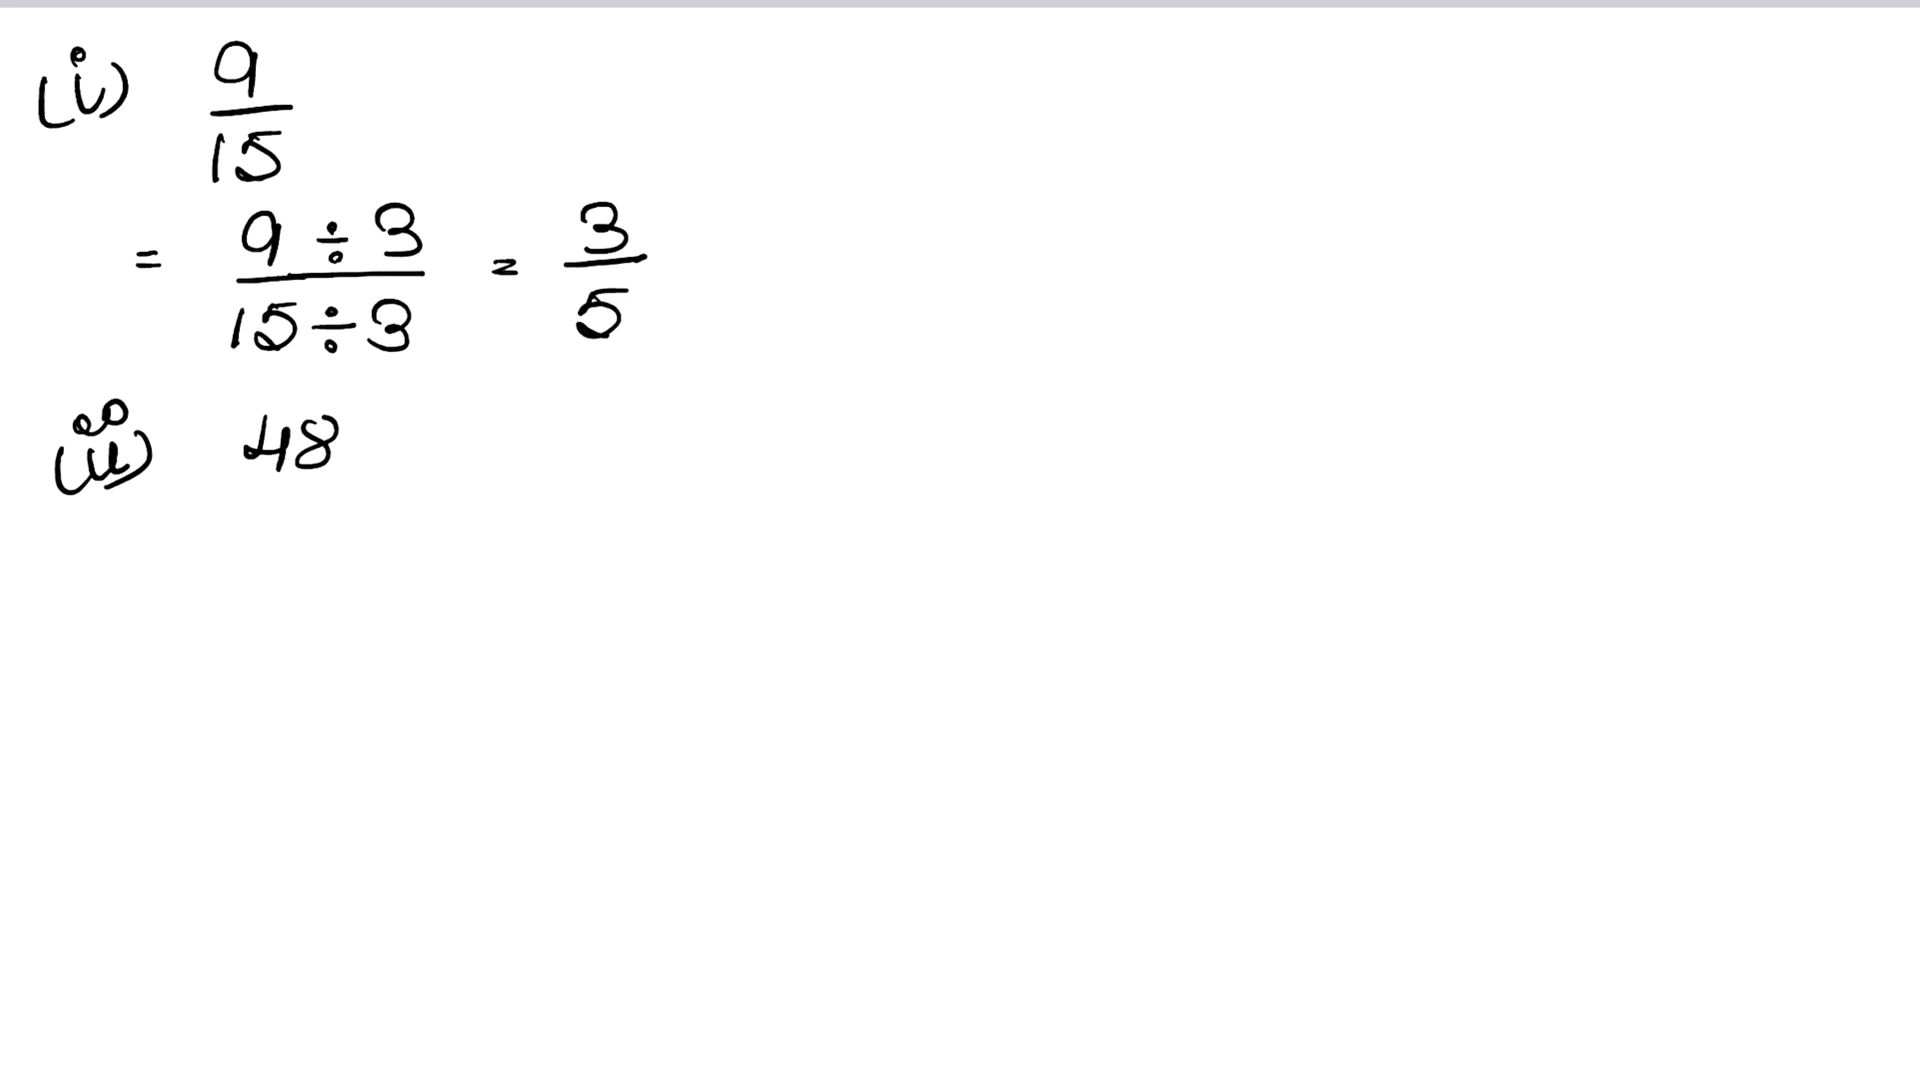 (i) 9/15
= 9 ÷ 3 / 15 ÷ 3 = 3/5
(ii) 48